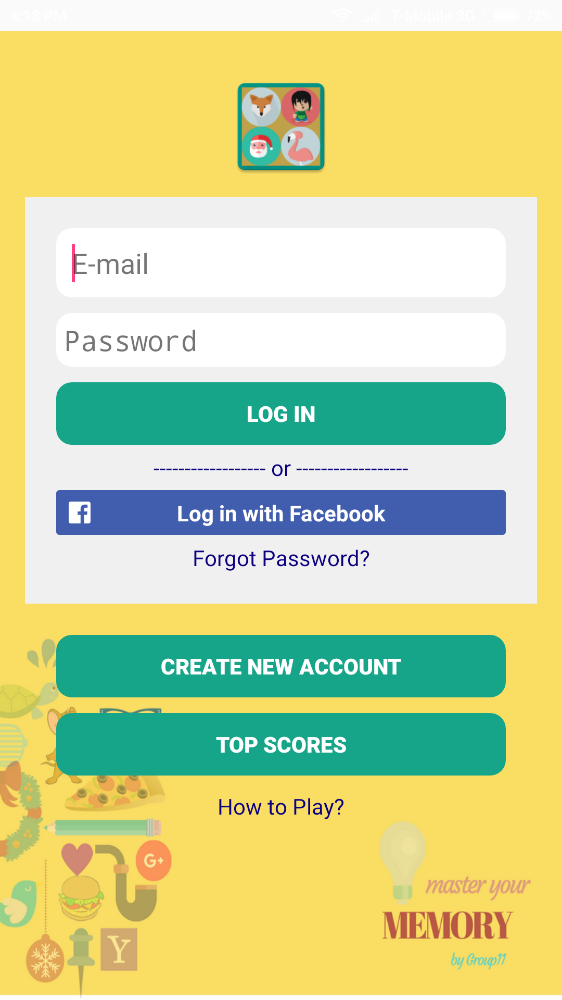 4:18 PM T-Mobile 3G 72%
E-mail
Password
LOG IN
------------------ or ------------------
Log in with Facebook
Forgot Password?
CREATE NEW ACCOUNT
TOP SCORES
How to Play?
G+
Y
master your
MEMORY
by Group11